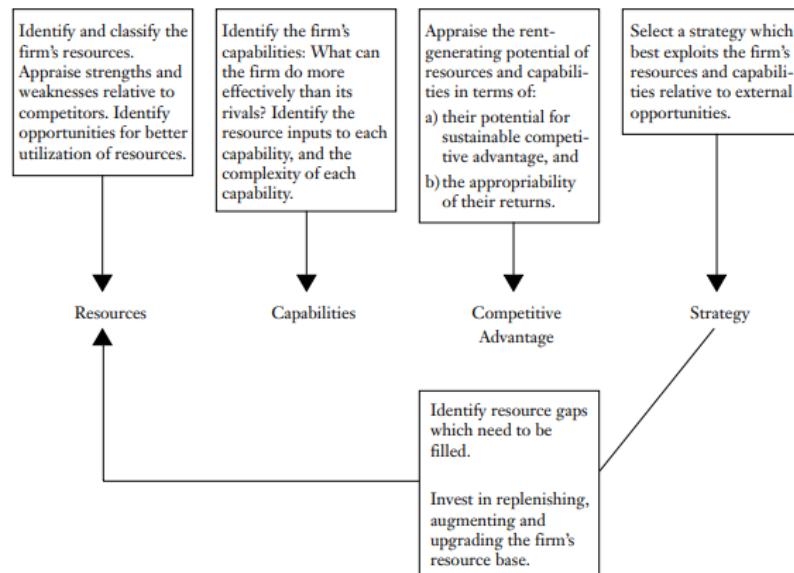 Identify and classify the
firm's resources.
Appraise strengths and
weaknesses relative to
competitors. Identify
opportunities for better
utilization of resources.
Identify the firm's
capabilities: What can
the firm do more
effectively than its
rivals? Identify the
resource inputs to each
capability, and the
complexity of each
capability.
Appraise the rent-
generating potential of
resources and capabili-
ties in terms of:
a) their potential for
sustainable competi-
tive advantage, and
b) the appropriability
of their returns.
Select a strategy which
best exploits the firm's
resources and capabili-
ties relative to external
opportunities.
Resources
Capabilities
Competitive
Advantage
Strategy
Identify resource gaps
which need to be
filled.
Invest in replenishing,
augmenting and
upgrading the firm's
resource base.